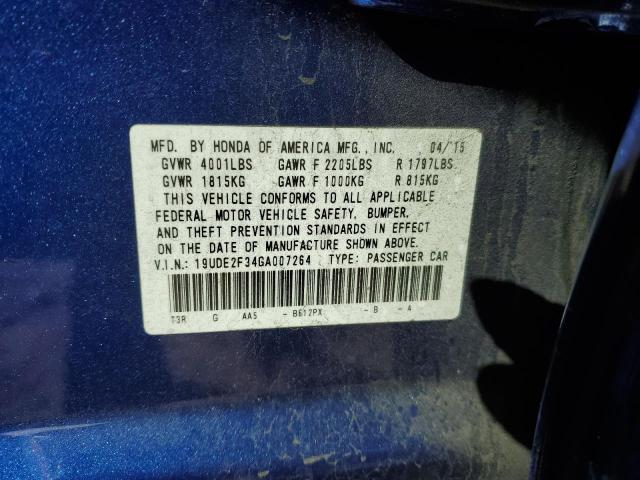 MFD. BY HONDA OF AMERICA MFG., INC. 04/'15
GVWR 4001LBS GAWR F 2205LBS R 1797LBS
GVWR 1815KG GAWR F 1000KG R 815KG
THIS VEHICLE CONFORMS TO ALL APPLICABLE
FEDERAL MOTOR VEHICLE SAFETY, BUMPER,
AND THEFT PREVENTION STANDARDS IN EFFECT
ON THE DATE OF MANUFACTURE SHOWN ABOVE.
V.I.N.: 19UDE2F34GA007264 TYPE: PASSENGER CAR
T3R G AA5 - B612PX - B - A